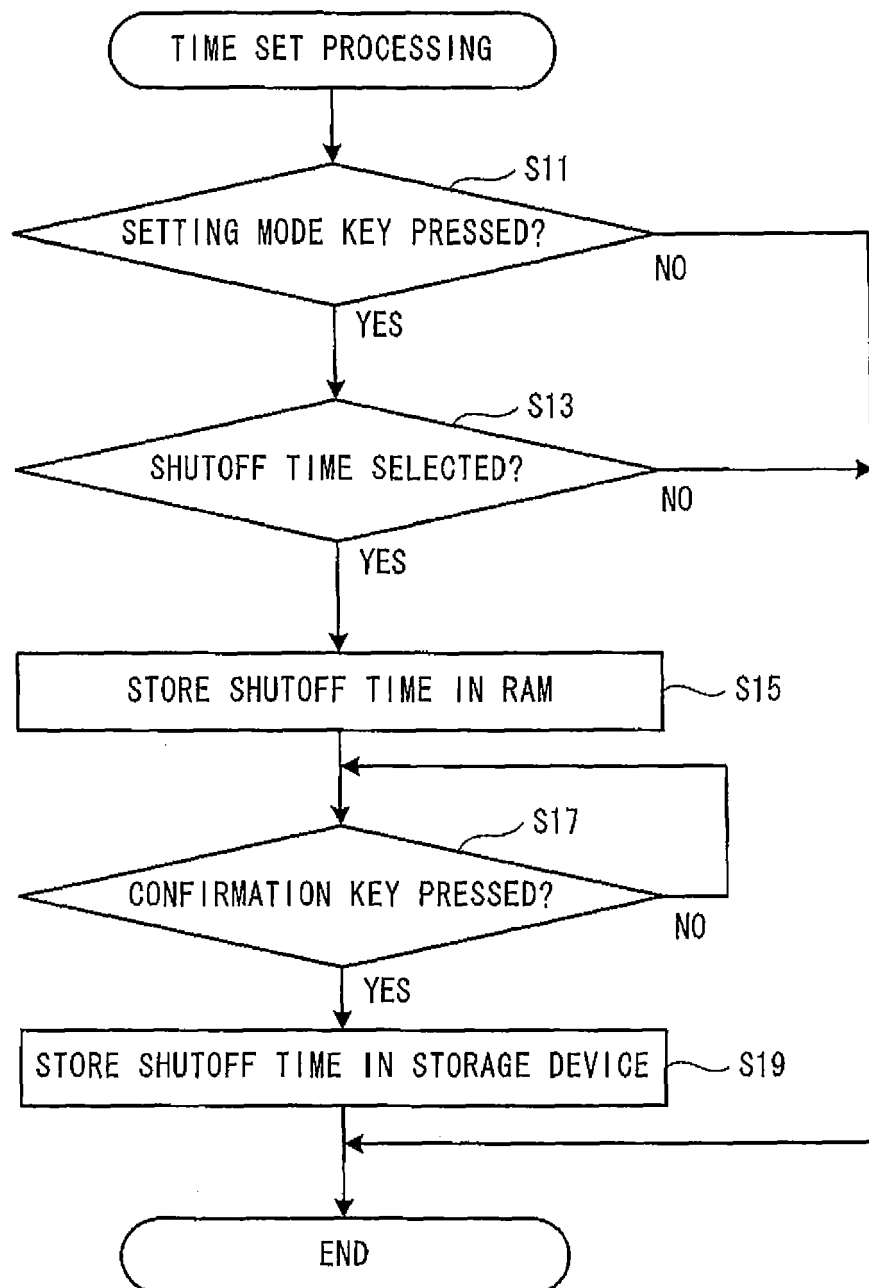 TIME SET PROCESSING
S11
SETTING MODE KEY PRESSED?
NO
YES
S13
SHUTOFF TIME SELECTED?
NO
YES
STORE SHUTOFF TIME IN RAM
S15
S17
CONFIRMATION KEY PRESSED?
NO
YES
STORE SHUTOFF TIME IN STORAGE DEVICE
S19
END